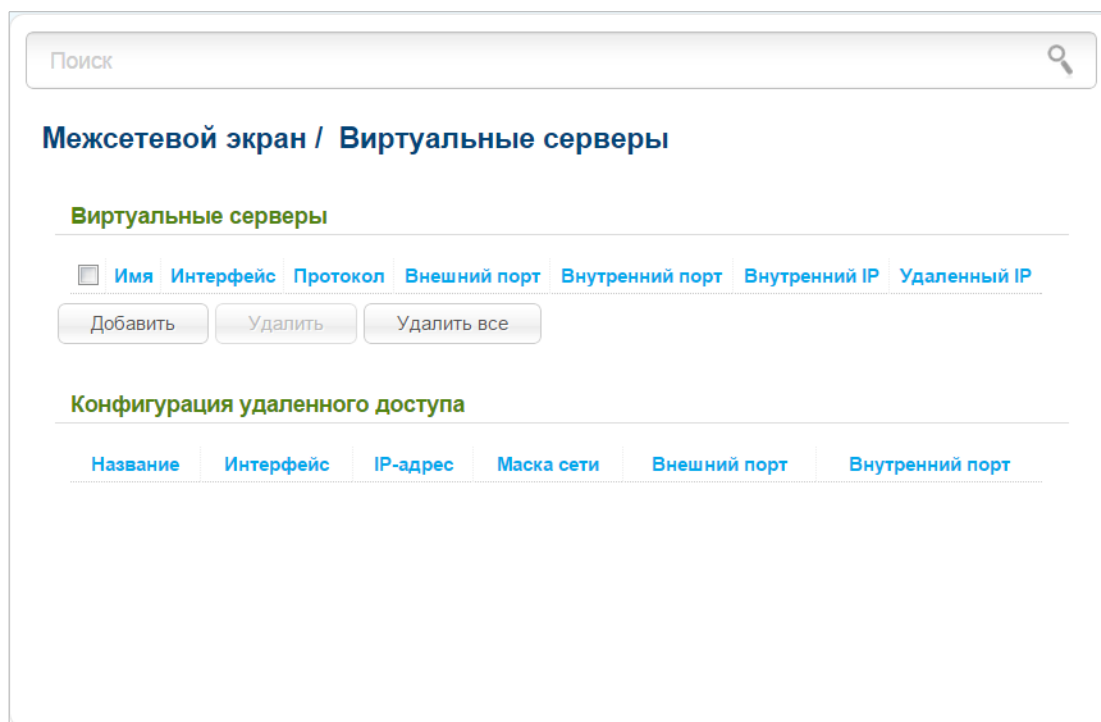 Поиск
Межсетевой экран / Виртуальные серверы
Виртуальные серверы
Имя Интерфейс Протокол Внешний порт Внутренний порт Внутренний IP Удаленный IP
Добавить Удалить Удалить все
Конфигурация удаленного доступа
Название Интерфейс IP-адрес Маска сети Внешний порт Внутренний порт